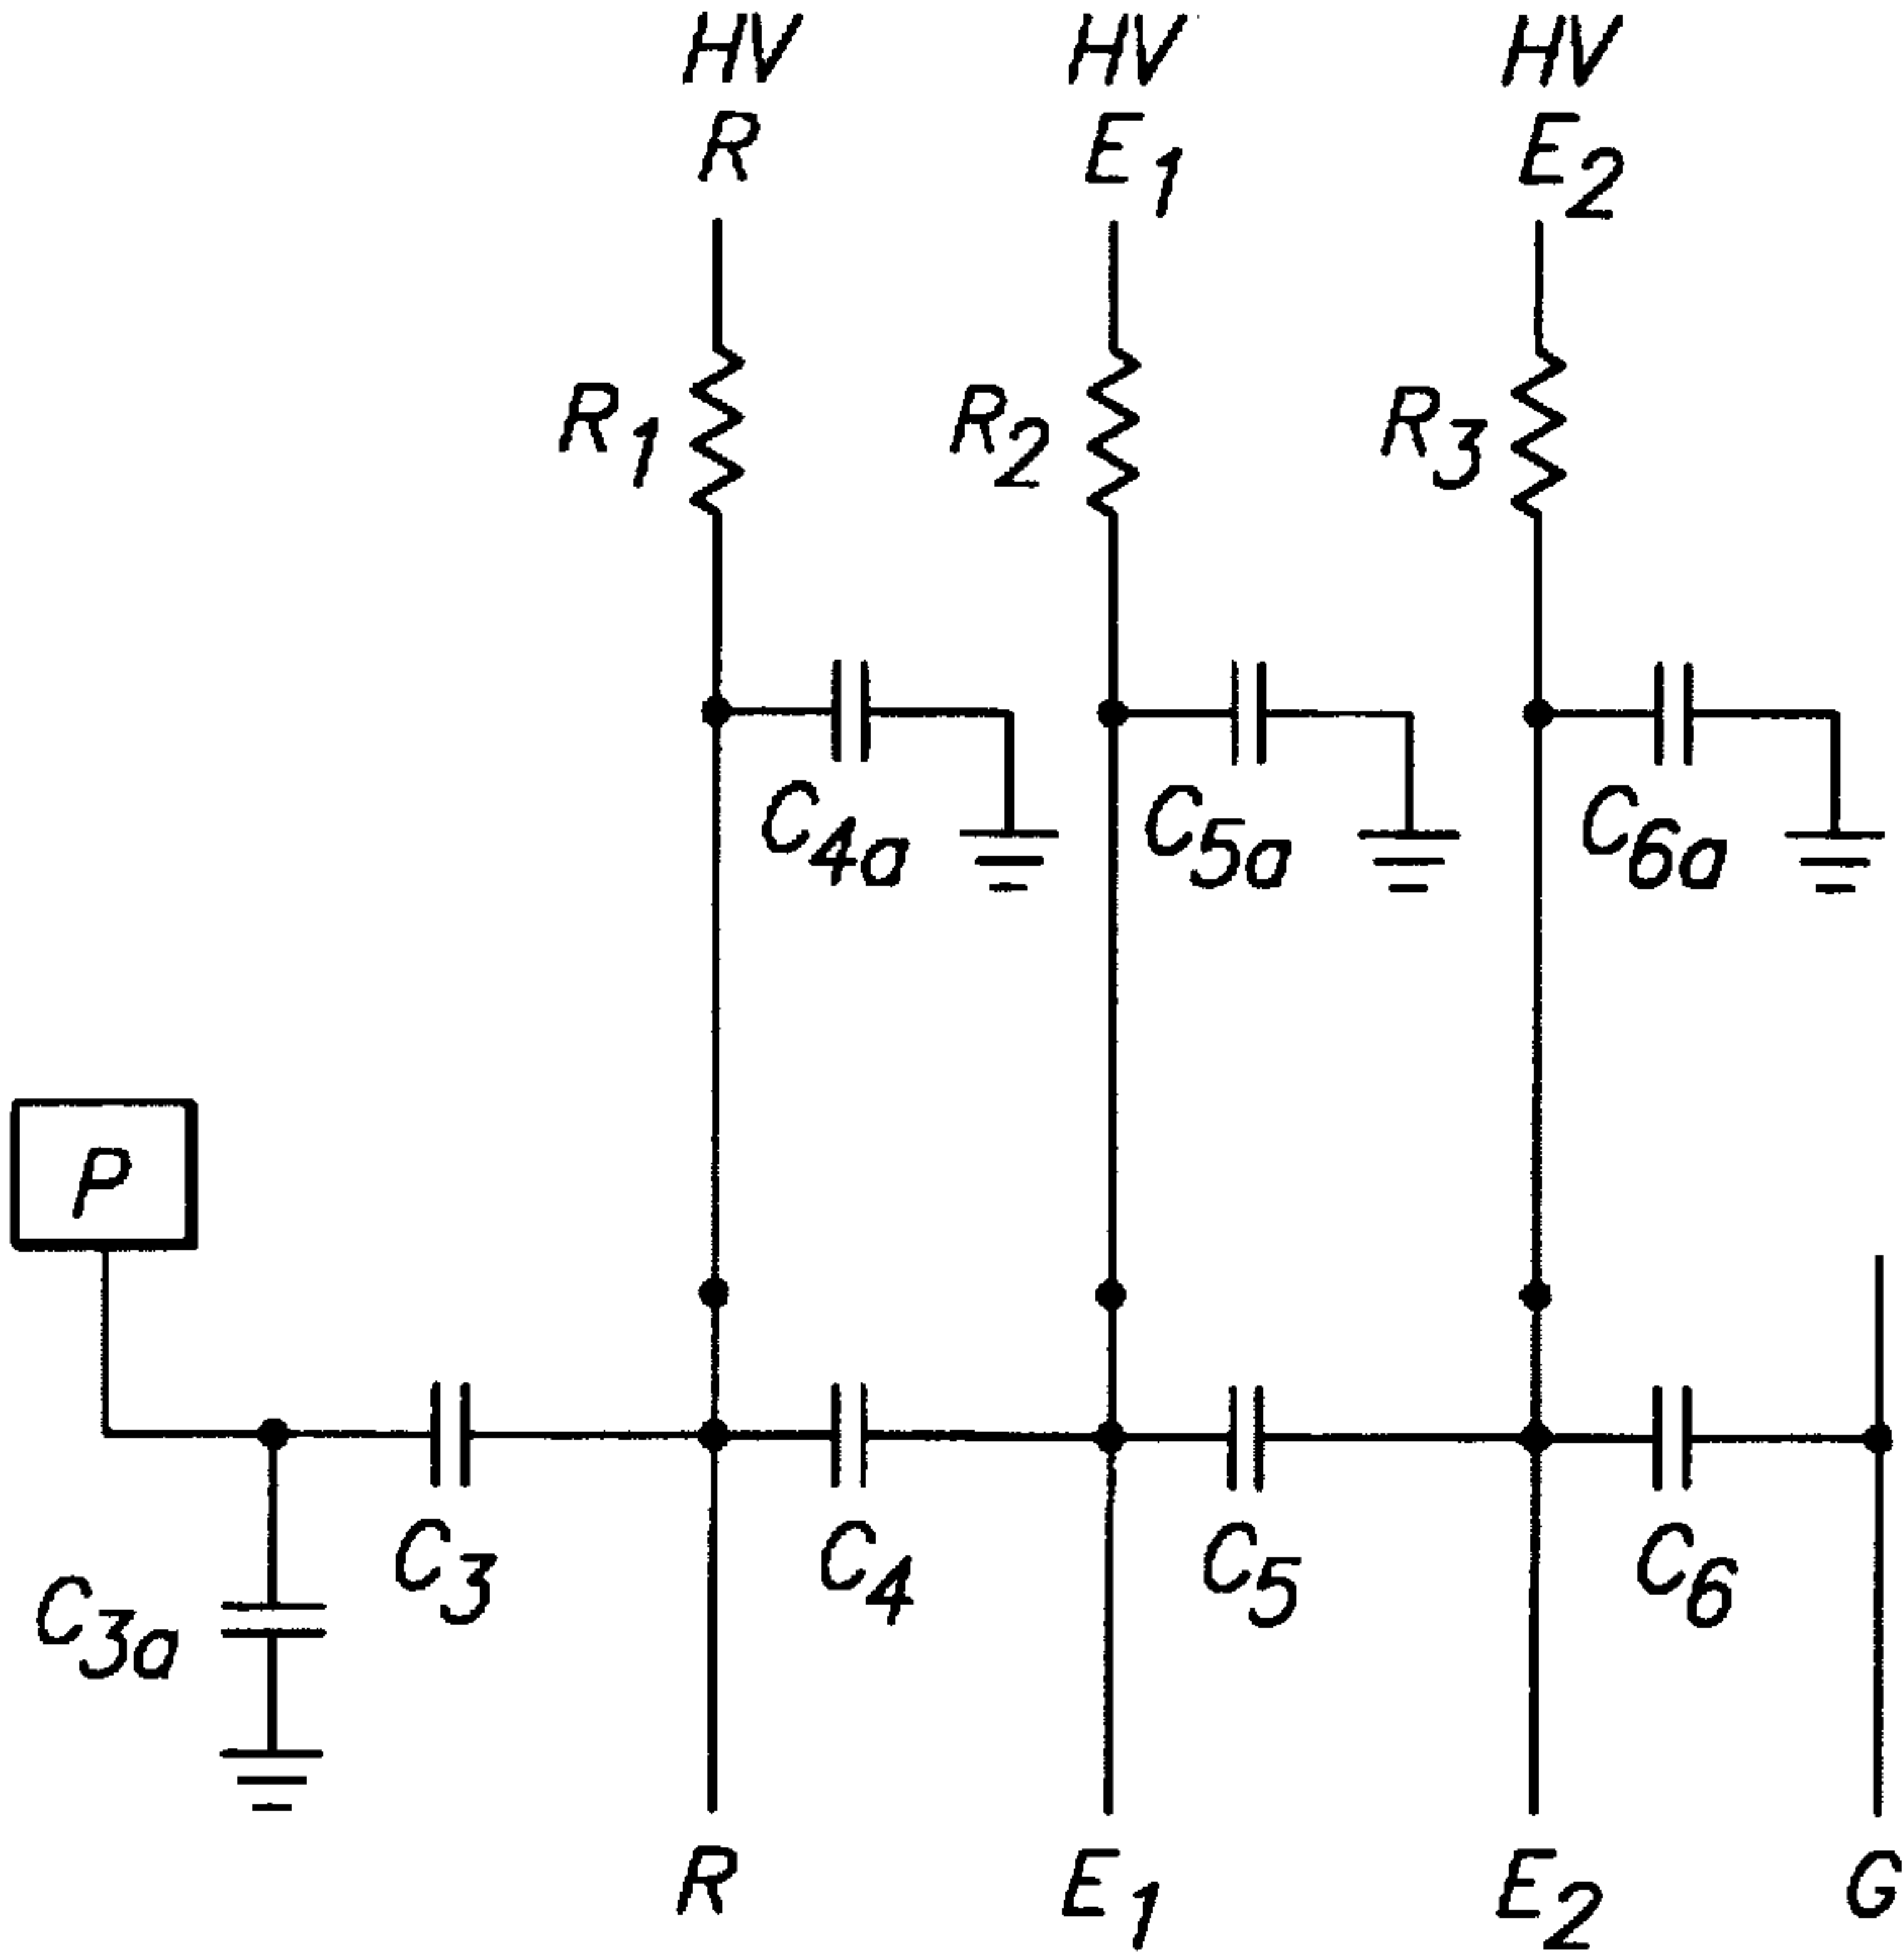 HV HV HV
R E1 E2
R1 R2 R3
C4a C5a C6a
P
C3 C4 C5 C6
C3a
R E1 E2 G